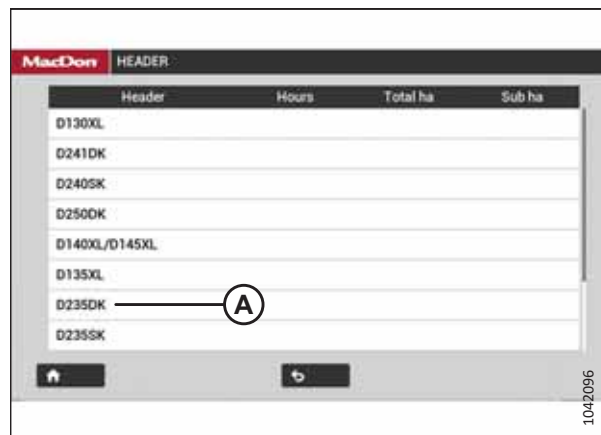 MacDon HEADER
Header Hours Total ha Sub ha
D130XL
D241DK
D240SK
D250DK
D140XL/D145XL
D135XL
D235DK A
D235SK
1042096